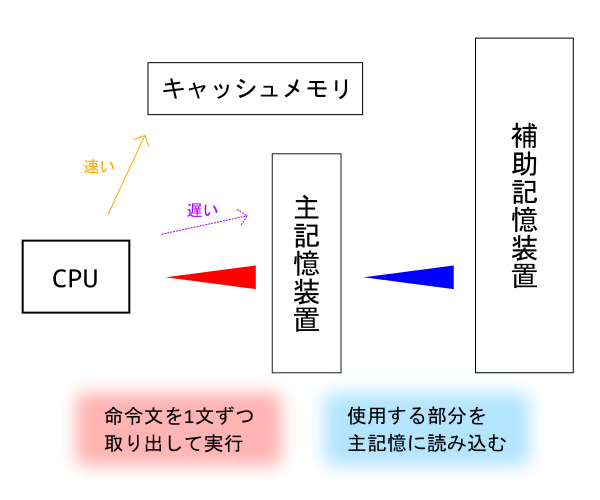 キャッシュメモリ
速い
遅い
CPU
主記憶装置
補助記憶装置
命令文を1文ずつ
取り出して実行
使用する部分を
主記憶に読み込む